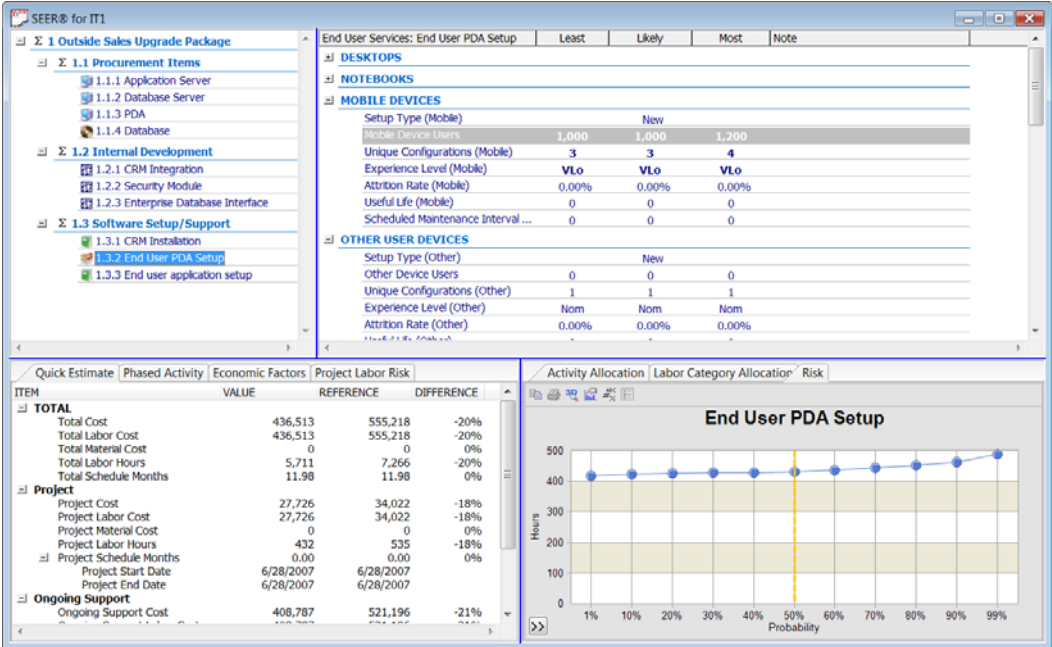 SEER® for IT1
Σ 1 Outside Sales Upgrade Package
Σ 1.1 Procurement Items
1.1.1 Application Server
1.1.2 Database Server
1.1.3 PDA
1.1.4 Database
Σ 1.2 Internal Development
1.2.1 CRM Integration
1.2.2 Security Module
1.2.3 Enterprise Database Interface
Σ 1.3 Software Setup/Support
1.3.1 CRM Installation
1.3.2 End User PDA Setup
1.3.3 End user application setup
End User Services: End User PDA Setup Least Likely Most Note
DESKTOPS
NOTEBOOKS
MOBILE DEVICES
Setup Type (Mobile) New
Mobile Device Users 1,000 1,000 1,200
Unique Configurations (Mobile) 3 3 4
Experience Level (Mobile) VLo VLo VLo
Attrition Rate (Mobile) 0.00% 0.00% 0.00%
Useful Life (Mobile) 0 0 0
Scheduled Maintenance Interval ... 0 0 0
OTHER USER DEVICES
Setup Type (Other) New
Other Device Users 0 0 0
Unique Configurations (Other) 1 1 1
Experience Level (Other) Nom Nom Nom
Attrition Rate (Other) 0.00% 0.00% 0.00%
Quick Estimate Phased Activity Economic Factors Project Labor Risk
ITEM VALUE REFERENCE DIFFERENCE
TOTAL
Total Cost 436,513 555,218 -20%
Total Labor Cost 436,513 555,218 -20%
Total Material Cost 0 0 0%
Total Labor Hours 5,711 7,266 -20%
Total Schedule Months 11.98 11.98 0%
Project
Project Cost 27,726 34,022 -18%
Project Labor Cost 27,726 34,022 -18%
Project Material Cost 0 0 0%
Project Labor Hours 432 535 -18%
Project Schedule Months 0.00 0.00 0%
Project Start Date 6/28/2007 6/28/2007
Project End Date 6/28/2007 6/28/2007
Ongoing Support
Ongoing Support Cost 408,787 521,196 -21%
Activity Allocation Labor Category Allocation Risk
End User PDA Setup
500
400
300
200
100
0
Hours
1% 10% 20% 30% 40% 50% 60% 70% 80% 90% 99%
Probability
>>